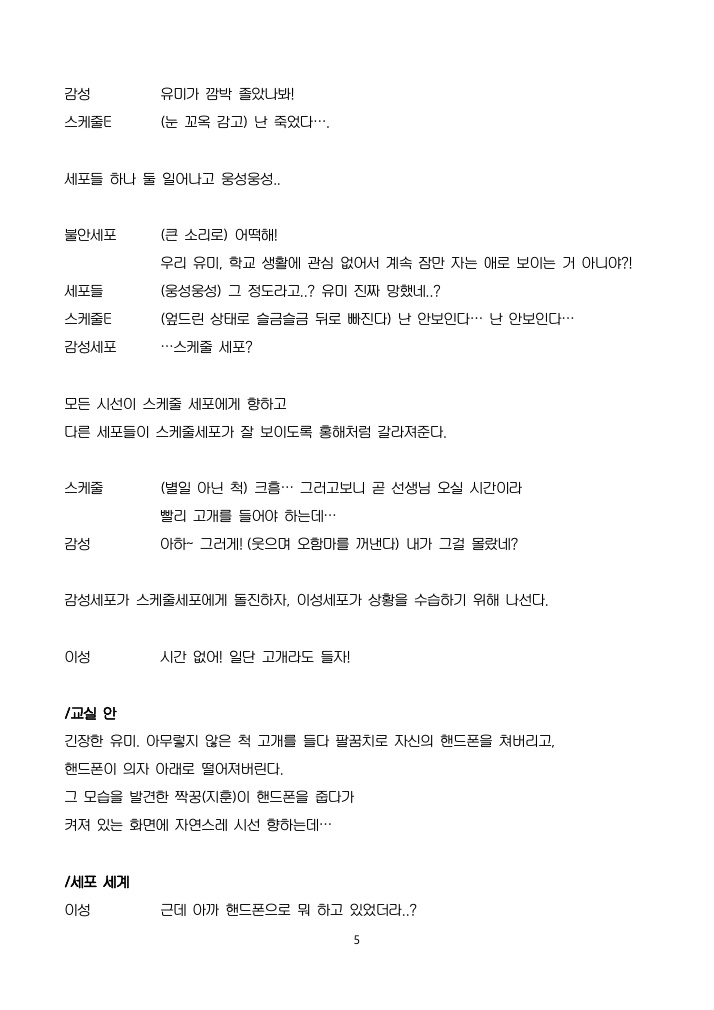 감성 유미가 깜박 졸았나봐!
스케줄E (눈 꼬옥 감고) 난 죽었다….
세포들 하나 둘 일어나고 웅성웅성..
불안세포 (큰 소리로) 어떡해!
우리 유미, 학교 생활에 관심 없어서 계속 잠만 자는 애로 보이는 거 아니야?!
세포들 (웅성웅성) 그 정도라고..? 유미 진짜 망했네..?
스케줄E (엎드린 상태로 슬금슬금 뒤로 빠진다) 난 안보인다… 난 안보인다…
감성세포 …스케줄 세포?
모든 시선이 스케줄 세포에게 향하고
다른 세포들이 스케줄세포가 잘 보이도록 홍해처럼 갈라져준다.
스케줄 (별일 아닌 척) 크흠… 그러고보니 곧 선생님 오실 시간이라
빨리 고개를 들어야 하는데…
감성 아하~ 그러게! (웃으며 오함마를 꺼낸다) 내가 그걸 몰랐네?
감성세포가 스케줄세포에게 돌진하자, 이성세포가 상황을 수습하기 위해 나선다.
이성 시간 없어! 일단 고개라도 들자!
/교실 안
긴장한 유미. 아무렇지 않은 척 고개를 들다 팔꿈치로 자신의 핸드폰을 쳐버리고,
핸드폰이 의자 아래로 떨어져버린다.
그 모습을 발견한 짝꿍(지훈)이 핸드폰을 줍다가
켜져 있는 화면에 자연스레 시선 향하는데…
/세포 세계
이성 근데 아까 핸드폰으로 뭐 하고 있었더라..?
5